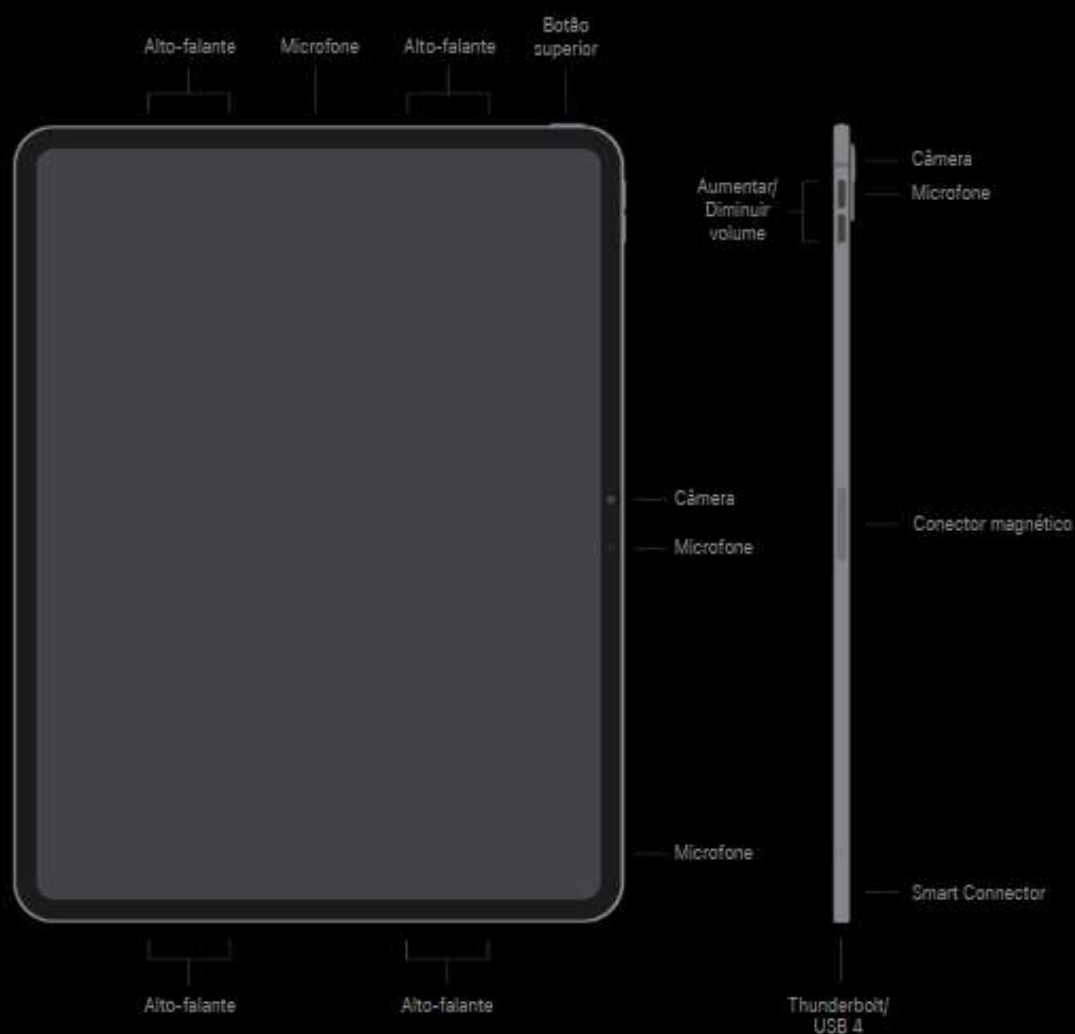 Alto-falante
Microfone
Alto-falante
Botão
superior
Câmera
Microfone
Aumentar/
Diminuir
volume
Câmera
Microfone
Conector magnético
Microfone
Smart Connector
Alto-falante
Alto-falante
Thunderbolt/
USB 4